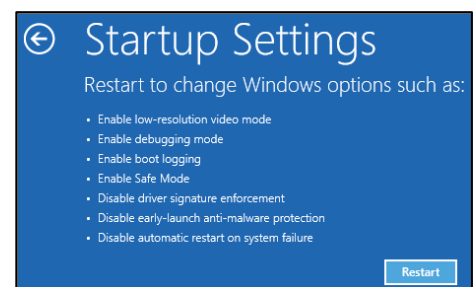 Startup Settings
Restart to change Windows options such as:
• Enable low-resolution video mode
• Enable debugging mode
• Enable boot logging
• Enable Safe Mode
• Disable driver signature enforcement
• Disable early-launch anti-malware protection
• Disable automatic restart on system failure
Restart